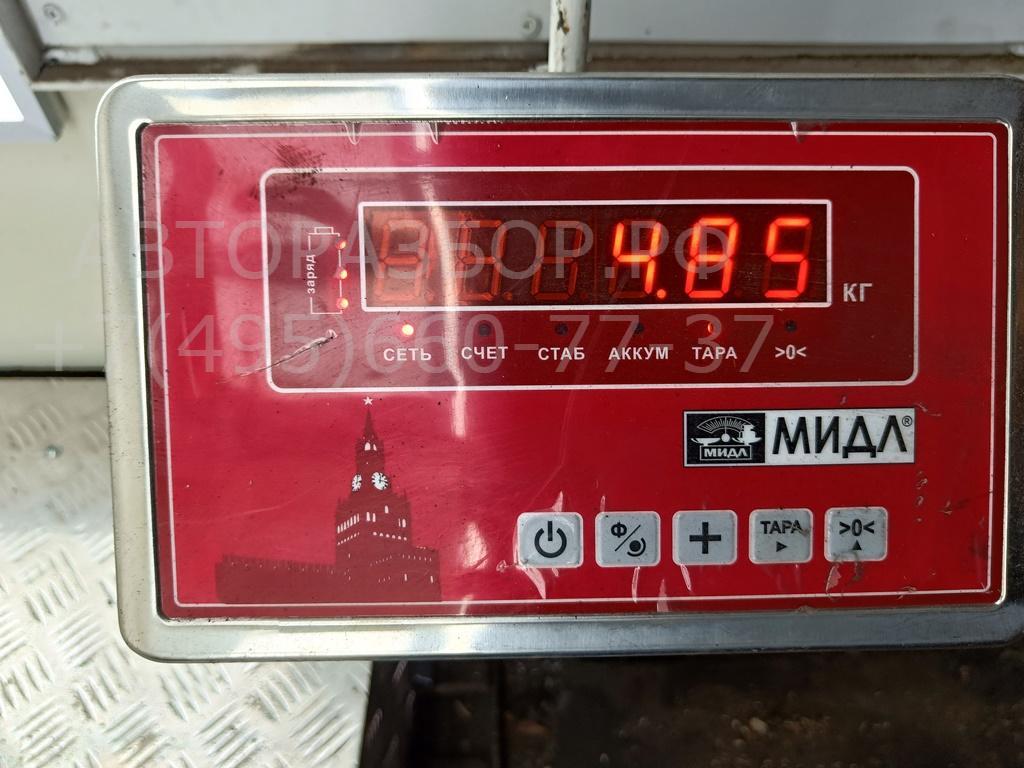 АВТОРАЗБОР.РФ
+7(495)660-77-37
заряд
4.85
КГ
СЕТЬ СЧЕТ СТАБ АККУМ ТАРА >0<
МИДЛ МИДЛ®
Ф + ТАРА >0<